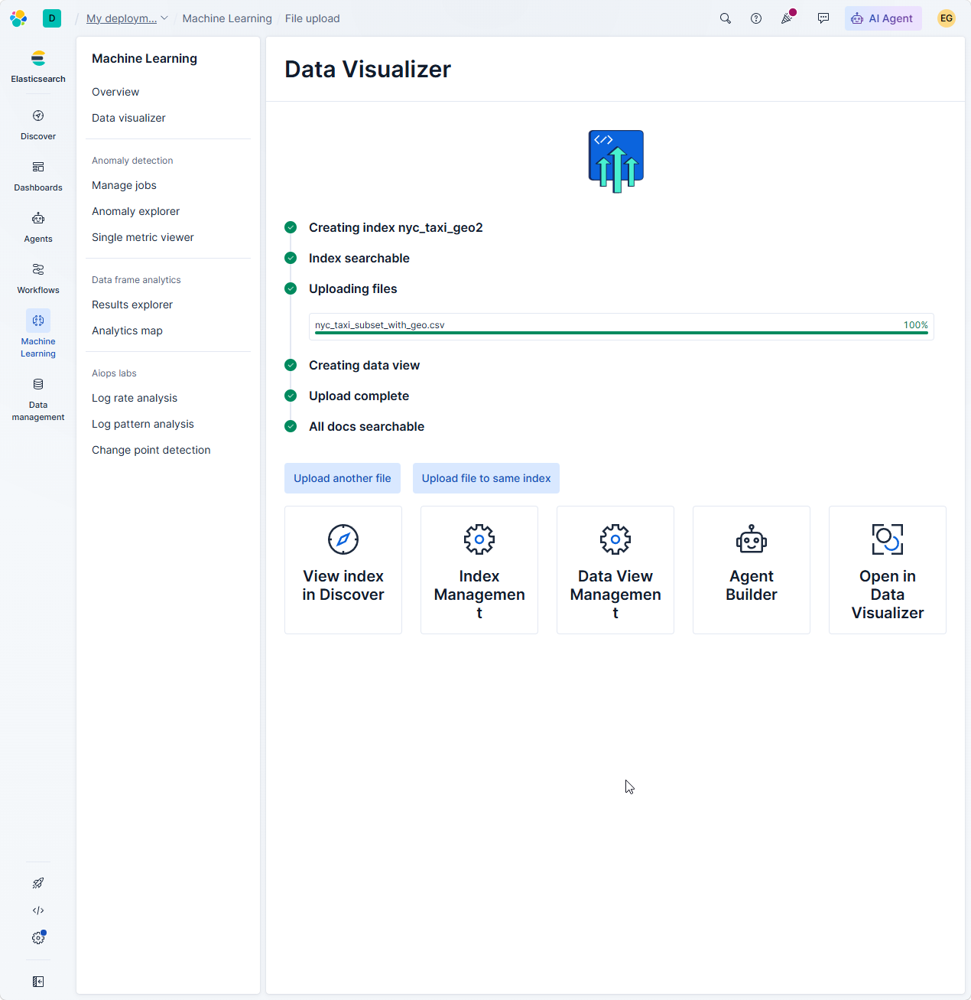 D / My deploym... / Machine Learning / File upload
AI Agent
EG
Elasticsearch
Discover
Dashboards
Agents
Workflows
Machine
Learning
Data
management
Machine Learning
Overview
Data visualizer
Anomaly detection
Manage jobs
Anomaly explorer
Single metric viewer
Data frame analytics
Results explorer
Analytics map
Aiops labs
Log rate analysis
Log pattern analysis
Change point detection
Data Visualizer
Creating index nyc_taxi_geo2
Index searchable
Uploading files
nyc_taxi_subset_with_geo.csv 100%
Creating data view
Upload complete
All docs searchable
Upload another file
Upload file to same index
View index
in Discover
Index
Managemen
t
Data View
Managemen
t
Agent
Builder
Open in
Data
Visualizer